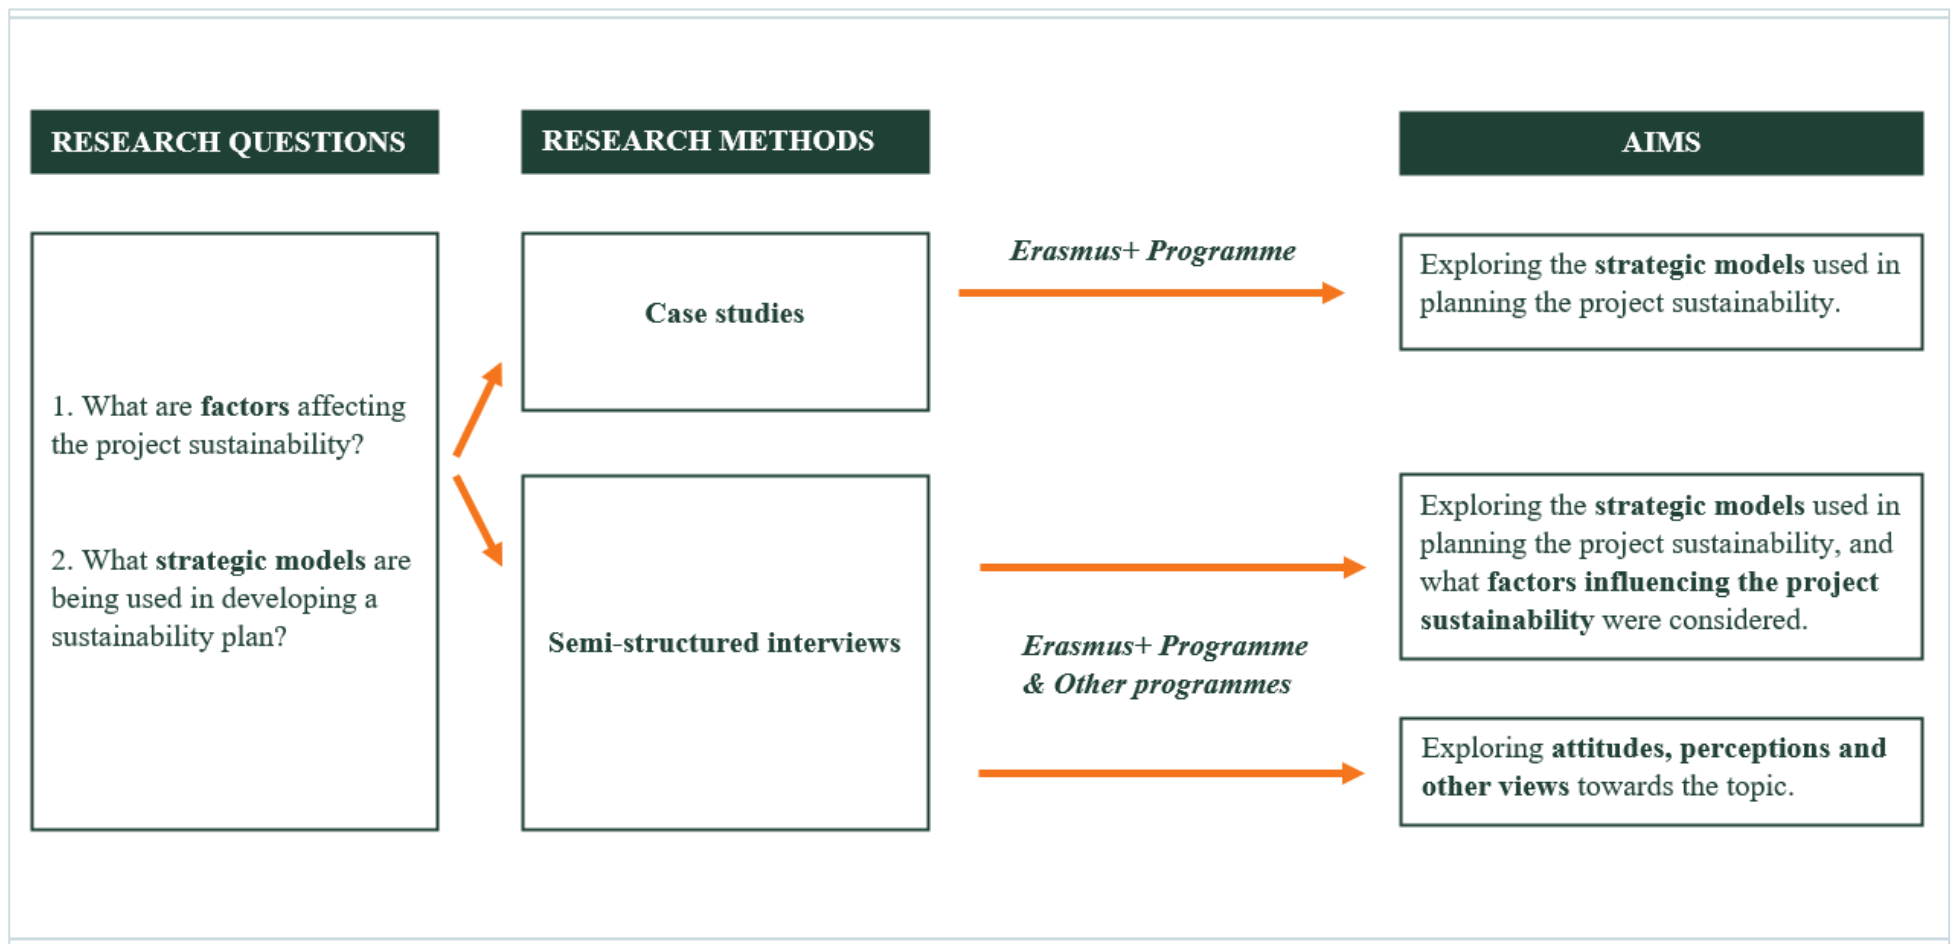 RESEARCH QUESTIONS
RESEARCH METHODS
AIMS
1. What are factors affecting
the project sustainability?
2. What strategic models are
being used in developing a
sustainability plan?
Case studies
Semi-structured interviews
Erasmus+ Programme
Erasmus+ Programme
& Other programmes
Exploring the strategic models used in
planning the project sustainability.
Exploring the strategic models used in
planning the project sustainability, and
what factors influencing the project
sustainability were considered.
Exploring attitudes, perceptions and
other views towards the topic.